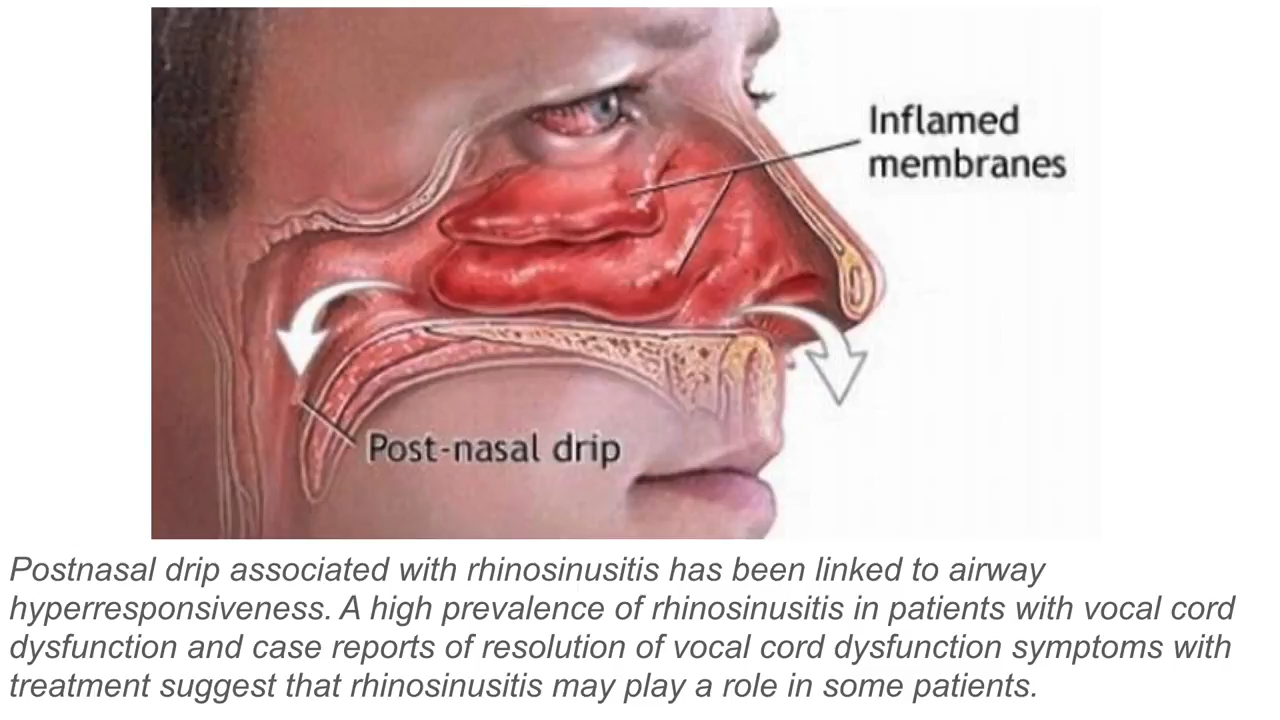 Inflamed
membranes
Post-nasal drip
Postnasal drip associated with rhinosinusitis has been linked to airway
hyperresponsiveness. A high prevalence of rhinosinusitis in patients with vocal cord
dysfunction and case reports of resolution of vocal cord dysfunction symptoms with
treatment suggest that rhinosinusitis may play a role in some patients.